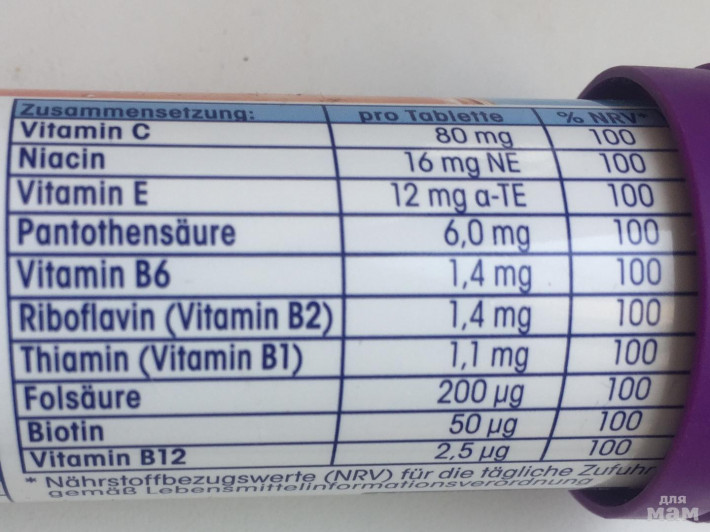 Zusammensetzung: pro Tablette % NRV*
Vitamin C 80 mg 100
Niacin 16 mg NE 100
Vitamin E 12 mg α-TE 100
Pantothensäure 6,0 mg 100
Vitamin B6 1,4 mg 100
Riboflavin (Vitamin B2) 1,4 mg 100
Thiamin (Vitamin B1) 1,1 mg 100
Folsäure 200 µg 100
Biotin 50 µg 100
Vitamin B12 2,5 µg 100
* Nährstoffbezugswerte (NRV) für die tägliche Zufuhr
gemäß Lebensmittelinformationsverordnung
для
мам